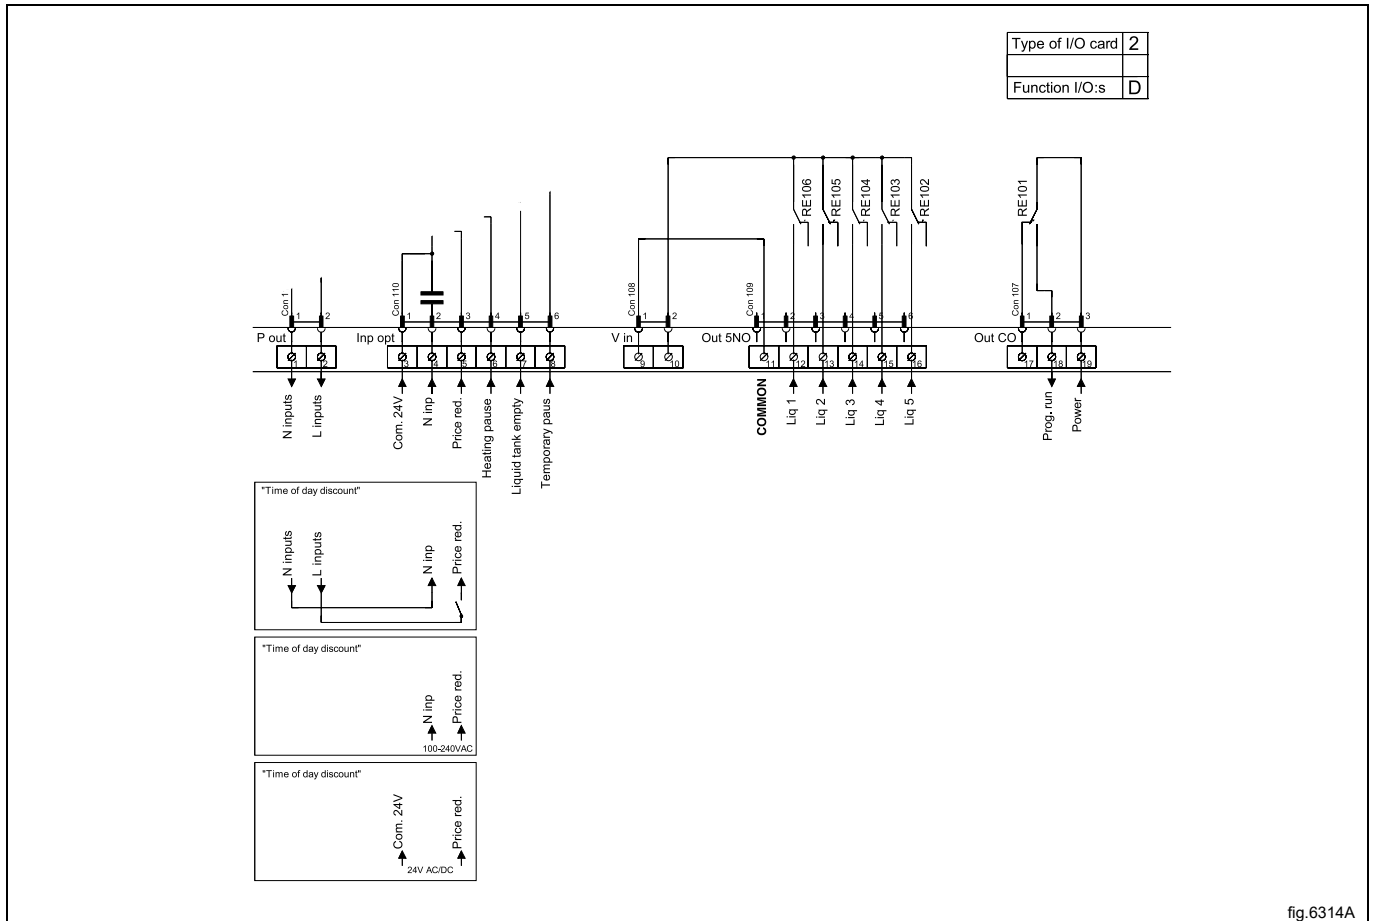 Type of I/O card 2
Function I/O:s D
RE106
RE105
RE104
RE103
RE102
RE101
Con 1
Con 110
Con 108
Con 109
Con 107
1 2
1 2 3 4 5 6
1 2
1 2 3 4 5 6
1 2 3
P out
Inp opt
V in
Out 5NO
Out CO
1 2
3 4 5 6 7 8
9 10
11 12 13 14 15 16
17 18 19
N inputs
L inputs
Com. 24V
N inp
Price red.
Heating pause
Liquid tank empty
Temporary paus
COMMON
Liq 1
Liq 2
Liq 3
Liq 4
Liq 5
Prog. run
Power
"Time of day discount"
N inputs
L inputs
N inp
Price red.
"Time of day discount"
N inp
Price red.
100-240VAC
"Time of day discount"
Com. 24V
Price red.
24V AC/DC
fig.6314A